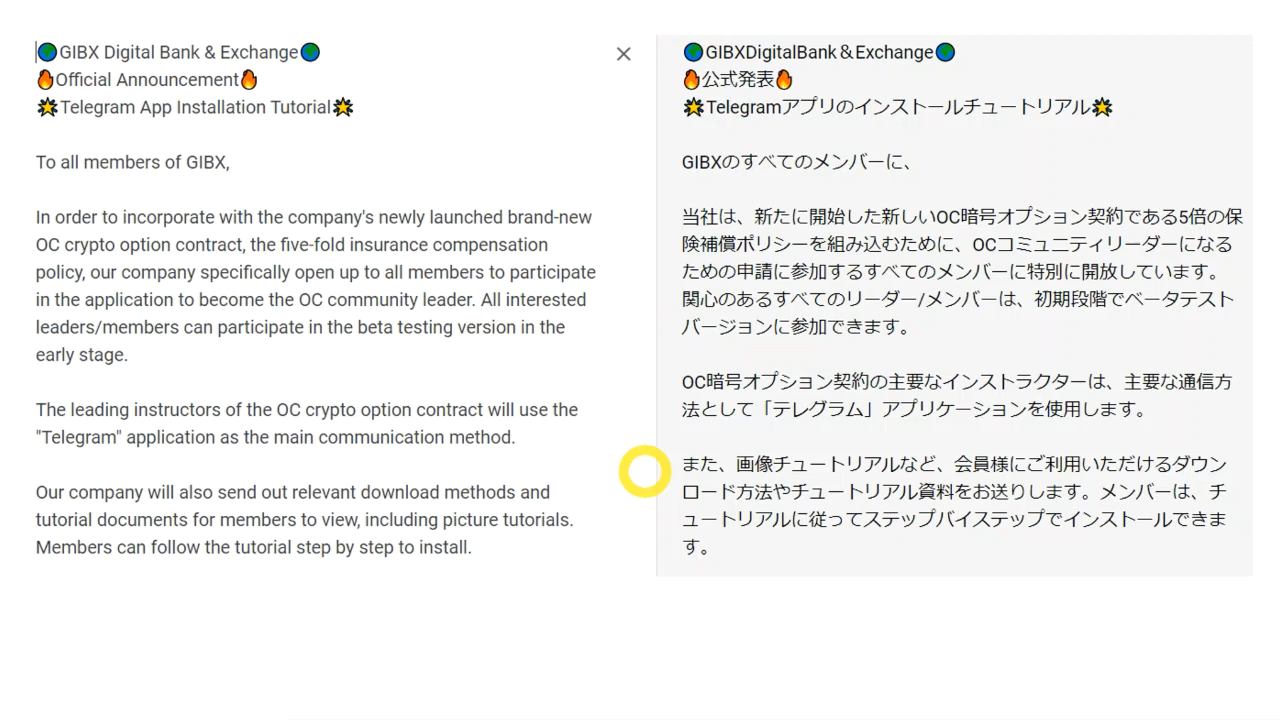 🌍GIBX Digital Bank & Exchange🌍
🔥Official Announcement🔥
🌟Telegram App Installation Tutorial🌟
To all members of GIBX,
In order to incorporate with the company's newly launched brand-new
OC crypto option contract, the five-fold insurance compensation
policy, our company specifically open up to all members to participate
in the application to become the OC community leader. All interested
leaders/members can participate in the beta testing version in the
early stage.
The leading instructors of the OC crypto option contract will use the
"Telegram" application as the main communication method.
Our company will also send out relevant download methods and
tutorial documents for members to view, including picture tutorials.
Members can follow the tutorial step by step to install.
🌍GIBXDigitalBank&Exchange🌍
🔥公式発表🔥
🌟Telegramアプリのインストールチュートリアル🌟
GIBXのすべてのメンバーに、
当社は、新たに開始した新しいOC暗号オプション契約である5倍の保
険補償ポリシーを組み込むために、OCコミュニティリーダーになる
ための申請に参加するすべてのメンバーに特別に開放しています。
関心のあるすべてのリーダー/メンバーは、初期段階でベータテスト
バージョンに参加できます。
OC暗号オプション契約の主要なインストラクターは、主要な通信方
法として「テレグラム」アプリケーションを使用します。
また、画像チュートリアルなど、会員様にご利用いただけるダウン
ロード方法やチュートリアル資料をお送りします。メンバーは、チ
ュートリアルに従ってステップバイステップでインストールできま
す。